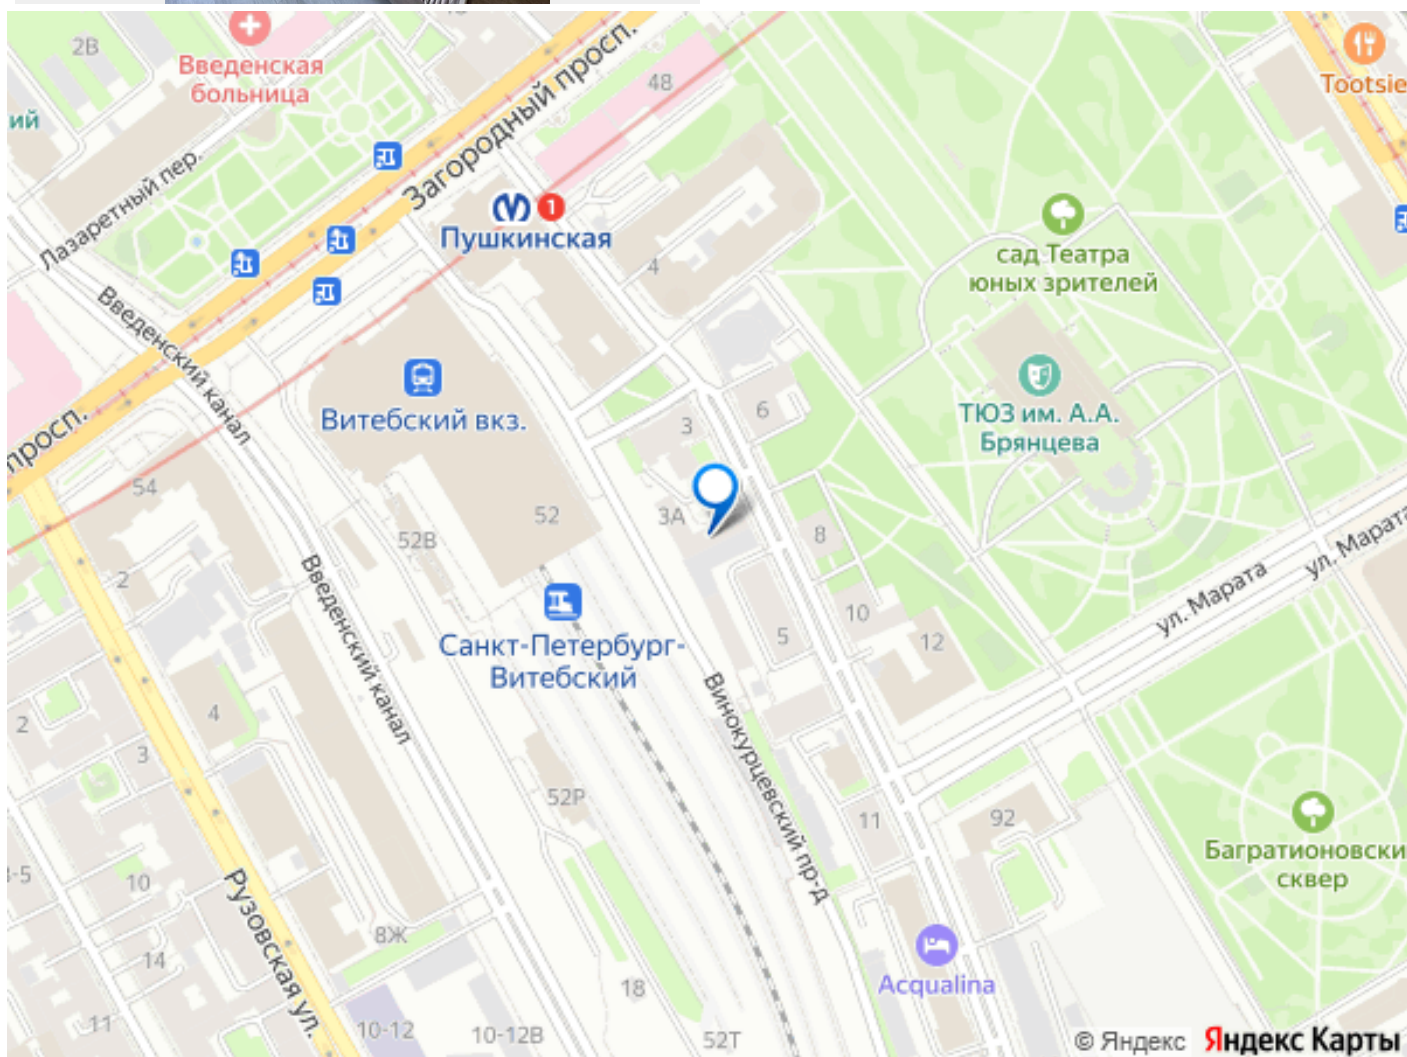 2В
Введенская
больница
ий
Лазаретный пер.
Загородный просп.
48
Tootsie
1
Пушкинская
4
сад Театра
юных зрителей
Введенский канал
Витебский вкз.
просп.
3
6
ТЮЗ им. А.А.
Брянцева
54
52В
52
3А
8
ул. Марата
ул. Марата
2
Введенский канал
10
12
5
Санкт-Петербург-
Витебский
2
4
3
Винокурцевский пр-д
52Р
11
92
Багратионовски
сквер
3-5
10
Рузовская ул.
8Ж
14
18
Acqualina
11
10-12
10-12В
52Т
© Яндекс Яндекс Карты